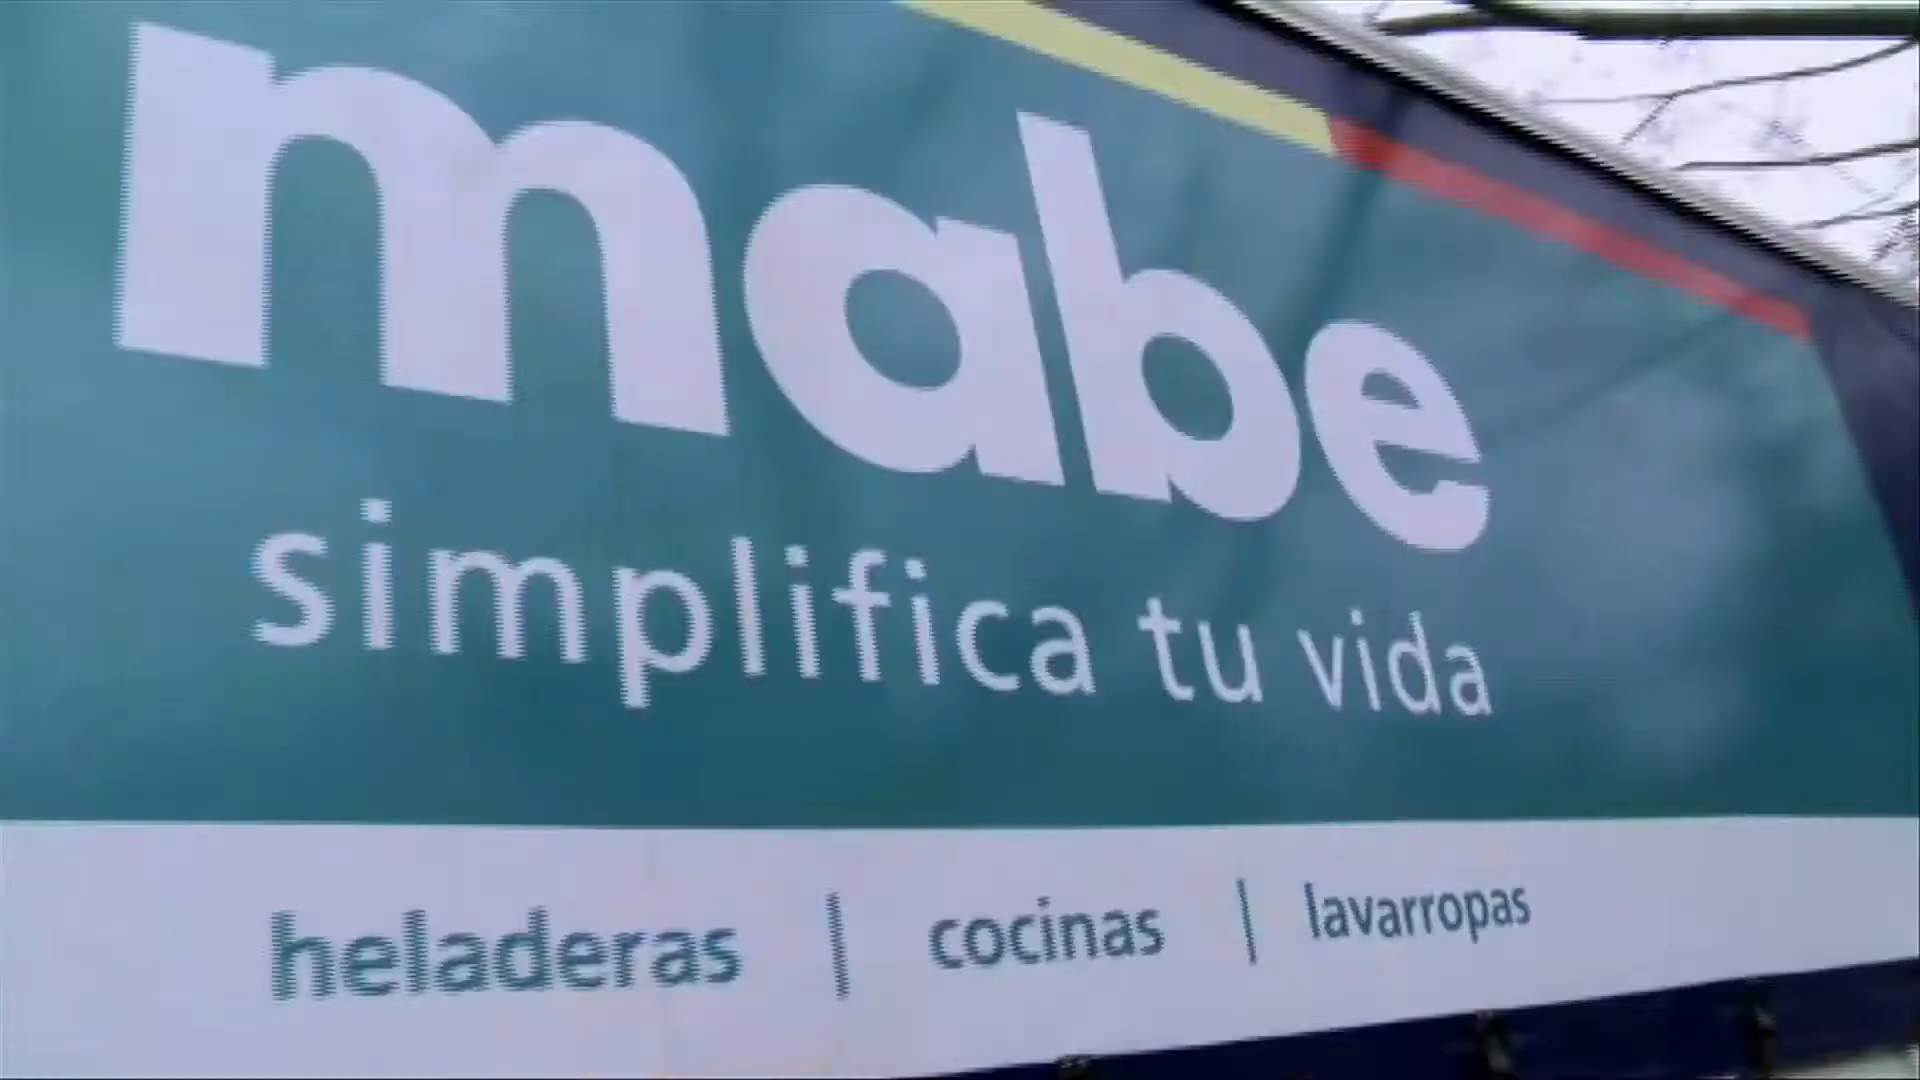 mabe
simplifica tu vida
heladeras | cocinas | lavarropas